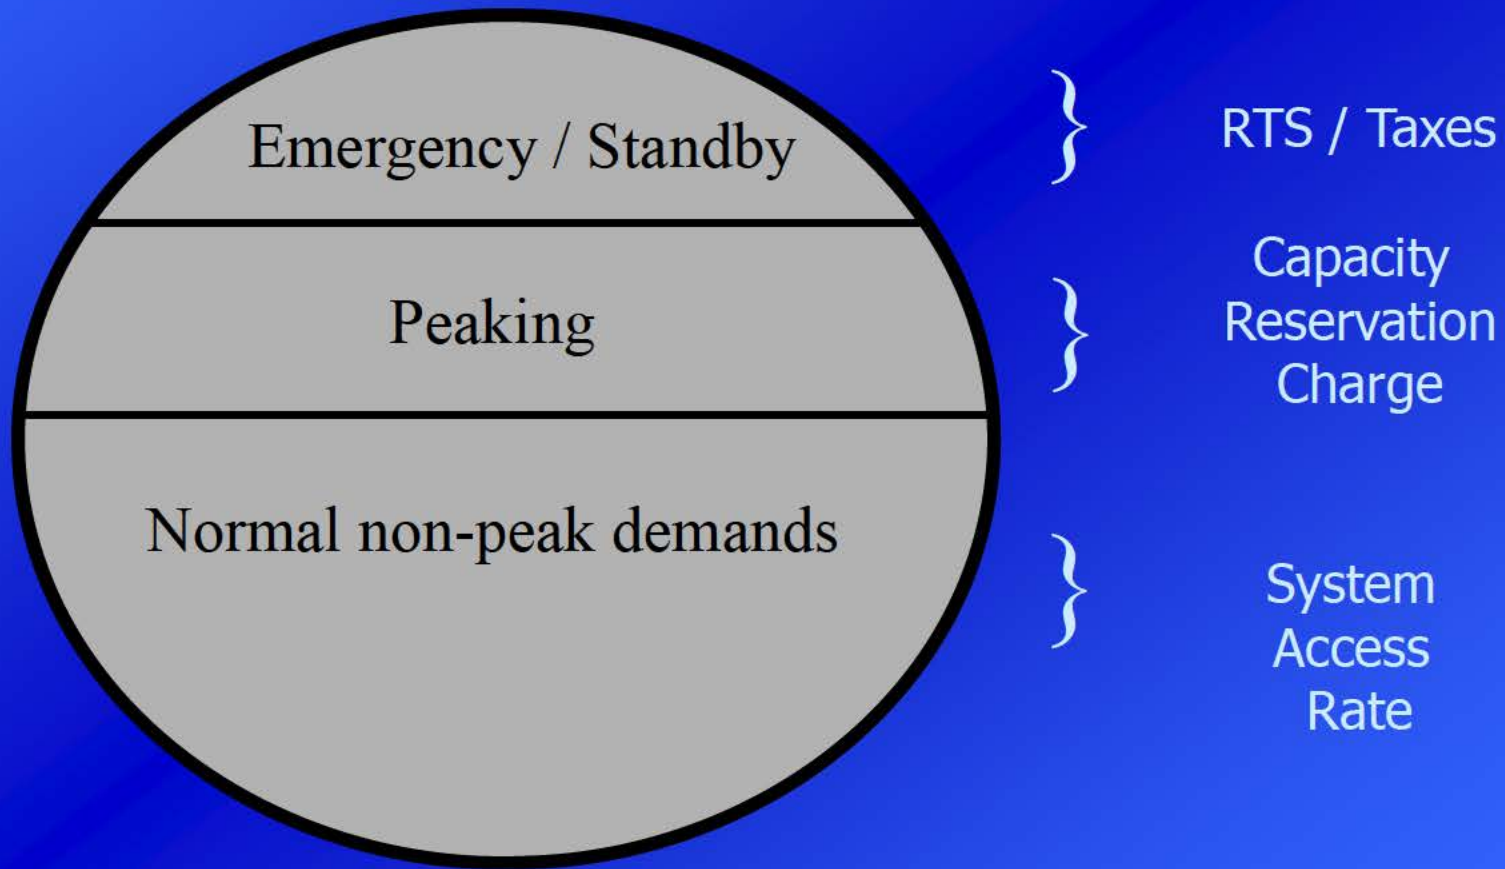 Emergency / Standby
} RTS / Taxes
Peaking
} Capacity
Reservation
Charge
Normal non-peak demands
} System
Access
Rate